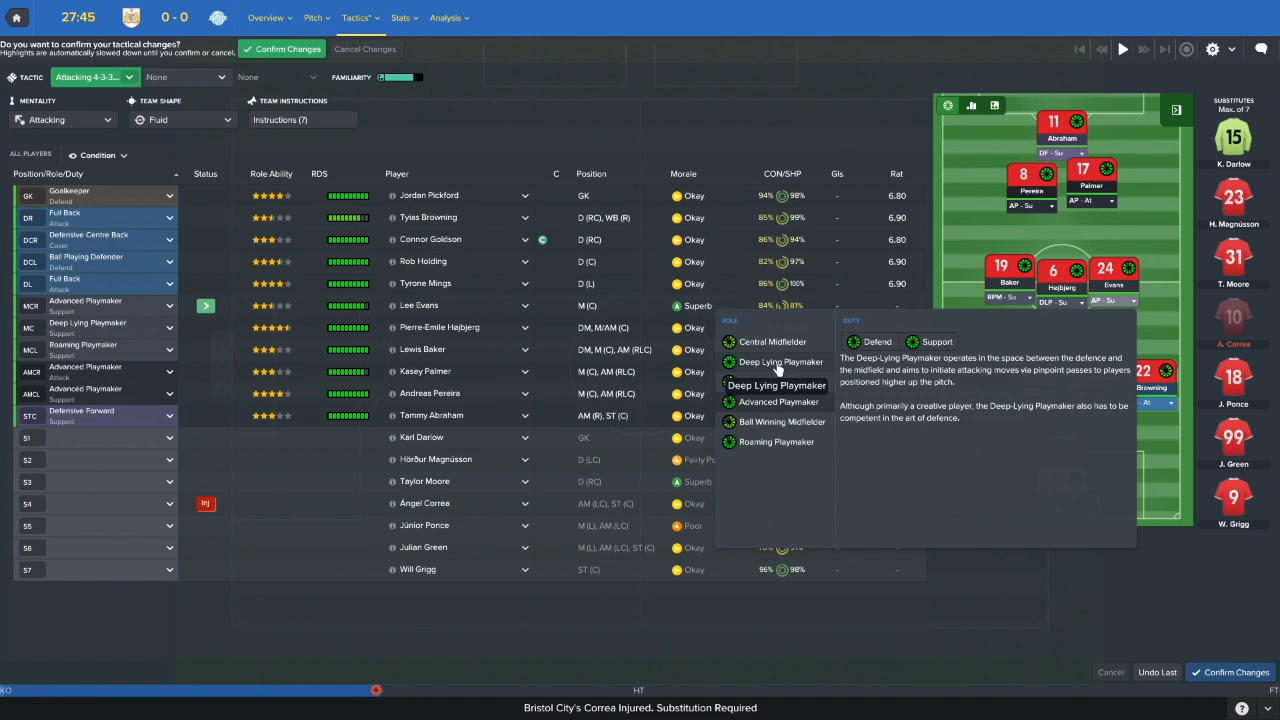 27:45
0 - 0
Overview
Pitch
Tactics*
Stats
Analysis
Do you want to confirm your tactical changes?
Highlights are automatically slowed down until you confirm or cancel.
Confirm Changes
Cancel Changes
TACTIC
Attacking 4-3-3...
None
None
FAMILIARITY
MENTALITY
TEAM SHAPE
TEAM INSTRUCTIONS
Attacking
Fluid
Instructions (7)
ALL PLAYERS
Condition
Position/Role/Duty Status Role Ability RDS Player C Position Morale CON/SHP Gls Rat
GK Goalkeeper Defend Jordan Pickford GK Okay 94% 98% - 6.80
DR Full Back Attack Tyias Browning D (RC), WB (R) Okay 85% 99% - 6.90
DCR Defensive Centre Back Cover Connor Goldson C D (RC) Okay 86% 94% - 6.80
DCL Ball Playing Defender Defend Rob Holding D (C) Okay 82% 97% - 6.90
DL Full Back Attack Tyrone Mings D (L) Okay 86% 100% - 6.90
MCR Advanced Playmaker Support Lee Evans M (C) Superb 84% 81%
MC Deep Lying Playmaker Support Pierre-Emile Højbjerg DM, M/AM (C) Okay
MCL Roaming Playmaker Support Lewis Baker DM, M (C), AM (RLC) Okay
AMCR Advanced Playmaker Attack Kasey Palmer M (C), AM (RLC) Okay
AMCL Advanced Playmaker Support Andreas Pereira M (C), AM (RLC) Okay
STC Defensive Forward Support Tammy Abraham AM (R), ST (C) Okay
S1 Karl Darlow GK Okay
S2 Hörður Magnússon D (LC) Fairly Po
S3 Taylor Moore D (RC) Superb
S4 Inj Ángel Correa AM (LC), ST (C) Okay
S5 Júnior Ponce M (L), AM (LC) Poor
S6 Julian Green M (L), AM (LC), ST (C) Okay
S7 Will Grigg ST (C) Okay 96% 98% - -
ROLE
Central Midfielder
Deep Lying Playmaker
Deep Lying Playmaker
Advanced Playmaker
Ball Winning Midfielder
Roaming Playmaker
DUTY
Defend
Support
The Deep-Lying Playmaker operates in the space between the defence and
the midfield and aims to initiate attacking moves via pinpoint passes to players
positioned higher up the pitch.
Although primarily a creative player, the Deep-Lying Playmaker also has to be
competent in the art of defence.
11
Abraham
DF - Su
8
Pereira
AP - Su
17
Palmer
AP - At
19
Baker
RPM - Su
6
Hejbjerg
DLP - Su
24
Evans
AP - Su
22
Browning
- At
SUBSTITUTES
Max. of 7
15
K. Darlow
23
H. Magnússon
31
T. Moore
10
A. Correa
18
J. Ponce
99
J. Green
9
W. Grigg
Cancel
Undo Last
Confirm Changes
KO
HT
FT
Bristol City's Correa Injured. Substitution Required